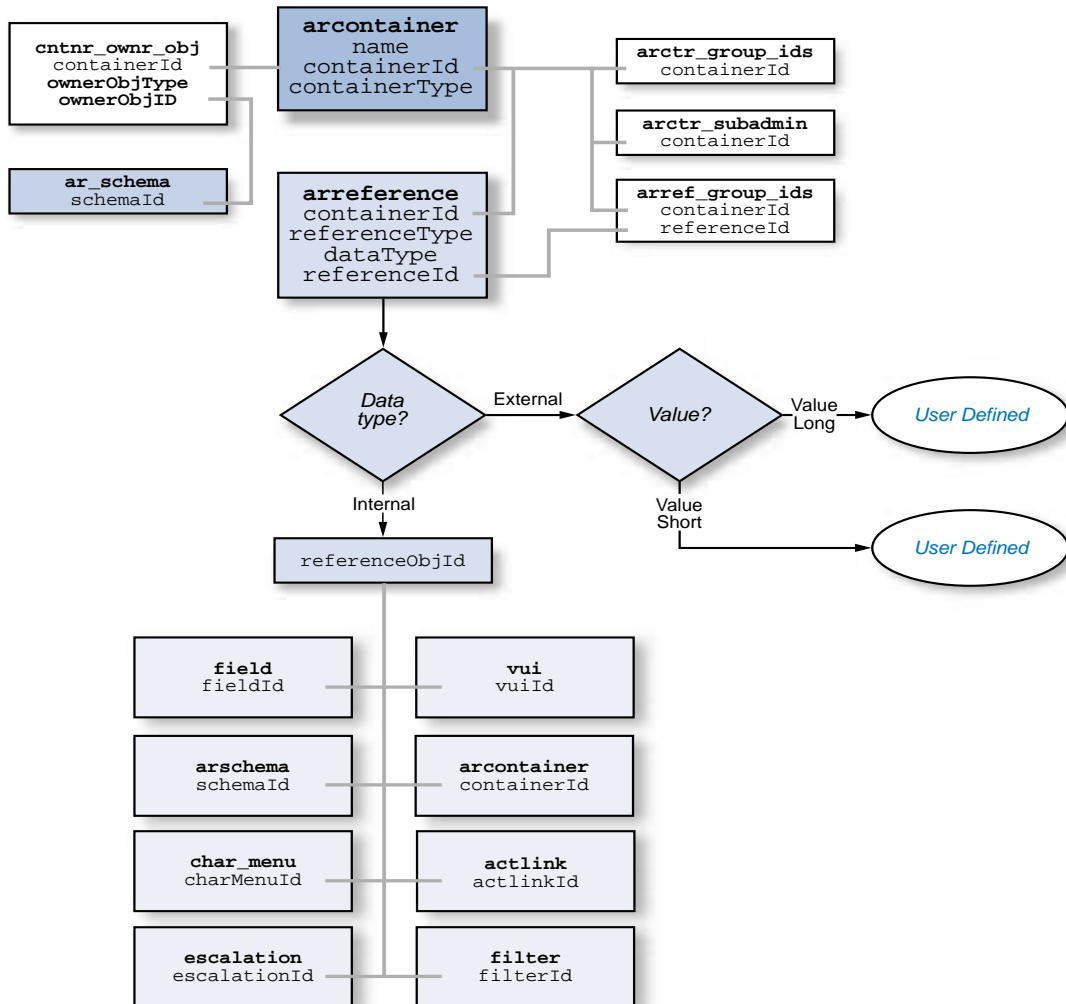 cntnr_ownr_obj
containerId
ownerObjType
ownerObjID
arcontainer
name
containerId
containerType
arctr_group_ids
containerId
arctr_subadmin
containerId
ar_schema
schemaId
arreference
containerId
referenceType
dataType
referenceId
arref_group_ids
containerId
referenceId
Data
type?
External
Value?
Value
Long
User Defined
Internal
Value
Short
User Defined
referenceObjId
field
fieldId
vui
vuiId
arschema
schemaId
arcontainer
containerId
char_menu
charMenuId
actlink
actlinkId
escalation
escalationId
filter
filterId